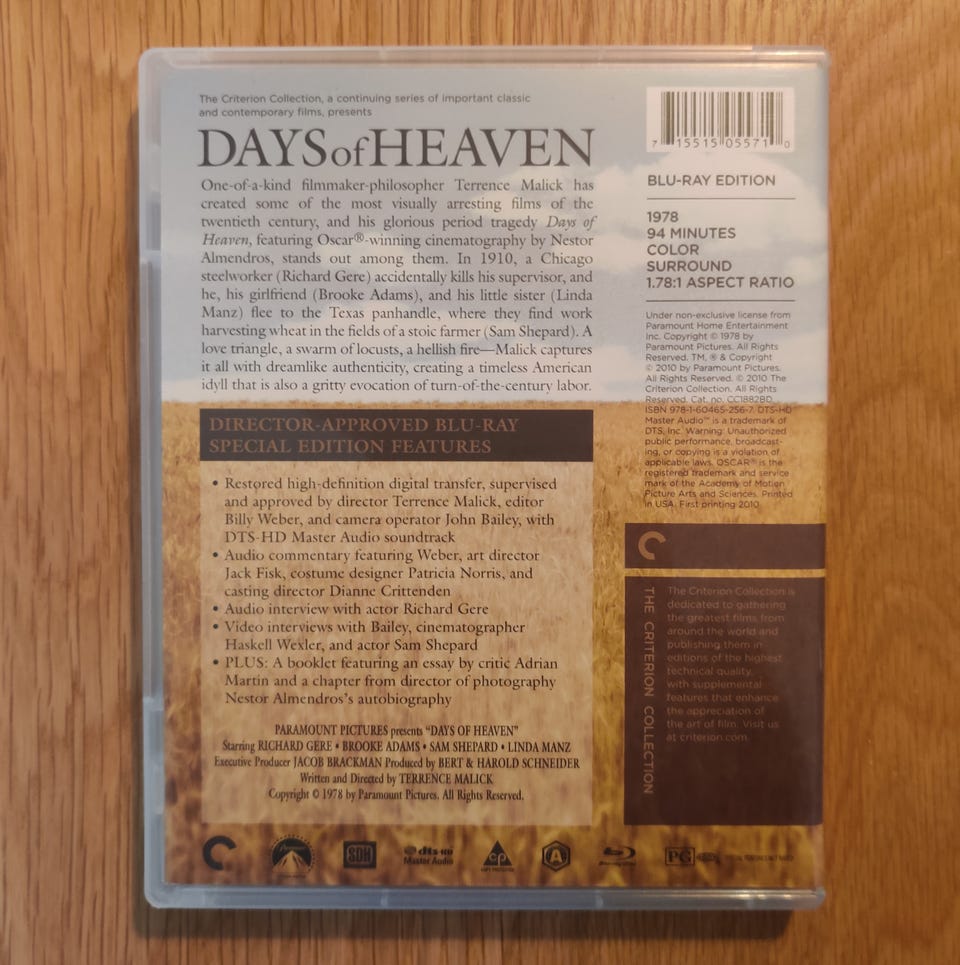 The Criterion Collection, a continuing series of important classic
and contemporary films, presents
DAYS of HEAVEN
One-of-a-kind filmmaker-philosopher Terrence Malick has
created some of the most visually arresting films of the
twentieth century, and his glorious period tragedy Days of
Heaven, featuring Oscar®-winning cinematography by Nestor
Almendros, stands out among them. In 1910, a Chicago
steelworker (Richard Gere) accidentally kills his supervisor, and
he, his girlfriend (Brooke Adams), and his little sister (Linda
Manz) flee to the Texas panhandle, where they find work
harvesting wheat in the fields of a stoic farmer (Sam Shepard). A
love triangle, a swarm of locusts, a hellish fire—Malick captures
it all with dreamlike authenticity, creating a timeless American
idyll that is also a gritty evocation of turn-of-the-century labor.
DIRECTOR-APPROVED BLU-RAY
SPECIAL EDITION FEATURES
• Restored high-definition digital transfer, supervised
and approved by director Terrence Malick, editor
Billy Weber, and camera operator John Bailey, with
DTS-HD Master Audio soundtrack
• Audio commentary featuring Weber, art director
Jack Fisk, costume designer Patricia Norris, and
casting director Dianne Crittenden
• Audio interview with actor Richard Gere
• Video interviews with Bailey, cinematographer
Haskell Wexler, and actor Sam Shepard
• PLUS: A booklet featuring an essay by critic Adrian
Martin and a chapter from director of photography
Nestor Almendros's autobiography
PARAMOUNT PICTURES presents “DAYS OF HEAVEN”
Starring RICHARD GERE • BROOKE ADAMS • SAM SHEPARD • LINDA MANZ
Executive Producer JACOB BRACKMAN Produced by BERT & HAROLD SCHNEIDER
Written and Directed by TERRENCE MALICK
Copyright © 1978 by Paramount Pictures. All Rights Reserved.
7 15515 05571 0
BLU-RAY EDITION
1978
94 MINUTES
COLOR
SURROUND
1.78:1 ASPECT RATIO
Under non-exclusive license from
Paramount Home Entertainment
Inc. Copyright © 1978 by
Paramount Pictures. All Rights
Reserved. TM, ® & Copyright
© 2010 by Paramount Pictures.
All Rights Reserved. © 2010 The
Criterion Collection. All Rights
Reserved. Cat. no. CC1882BD.
ISBN 978-1-60465-256-7. DTS-HD
Master Audio™ is a trademark of
DTS, Inc. Warning: Unauthorized
public performance, broadcast-
ing, or copying is a violation of
applicable laws. OSCAR® is the
registered trademark and service
mark of the Academy of Motion
Picture Arts and Sciences. Printed
in USA. First printing 2010.
THE CRITERION COLLECTION
The Criterion Collection is
dedicated to gathering
the greatest films from
around the world and
publishing them in
editions of the highest
technical quality,
with supplemental
features that enhance
the appreciation of
the art of film. Visit us
at criterion.com.
Paramount
SDH
dts-HD
Master Audio
CP
COPY PROTECTED
A
Blu-ray Disc
PG